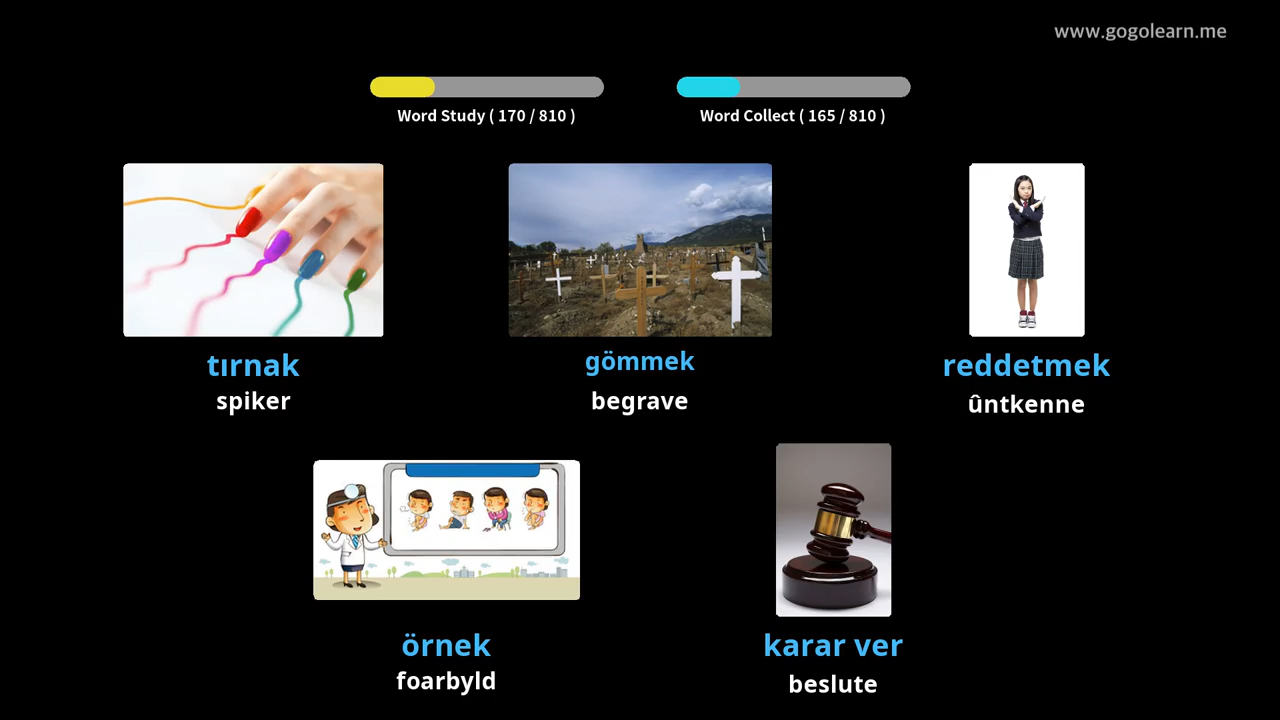 www.gogolearn.me
Word Study ( 170 / 810 )
Word Collect ( 165 / 810 )
tırnak
spiker
gömmek
begrave
reddetmek
ûntkenne
örnek
foarbyld
karar ver
beslute